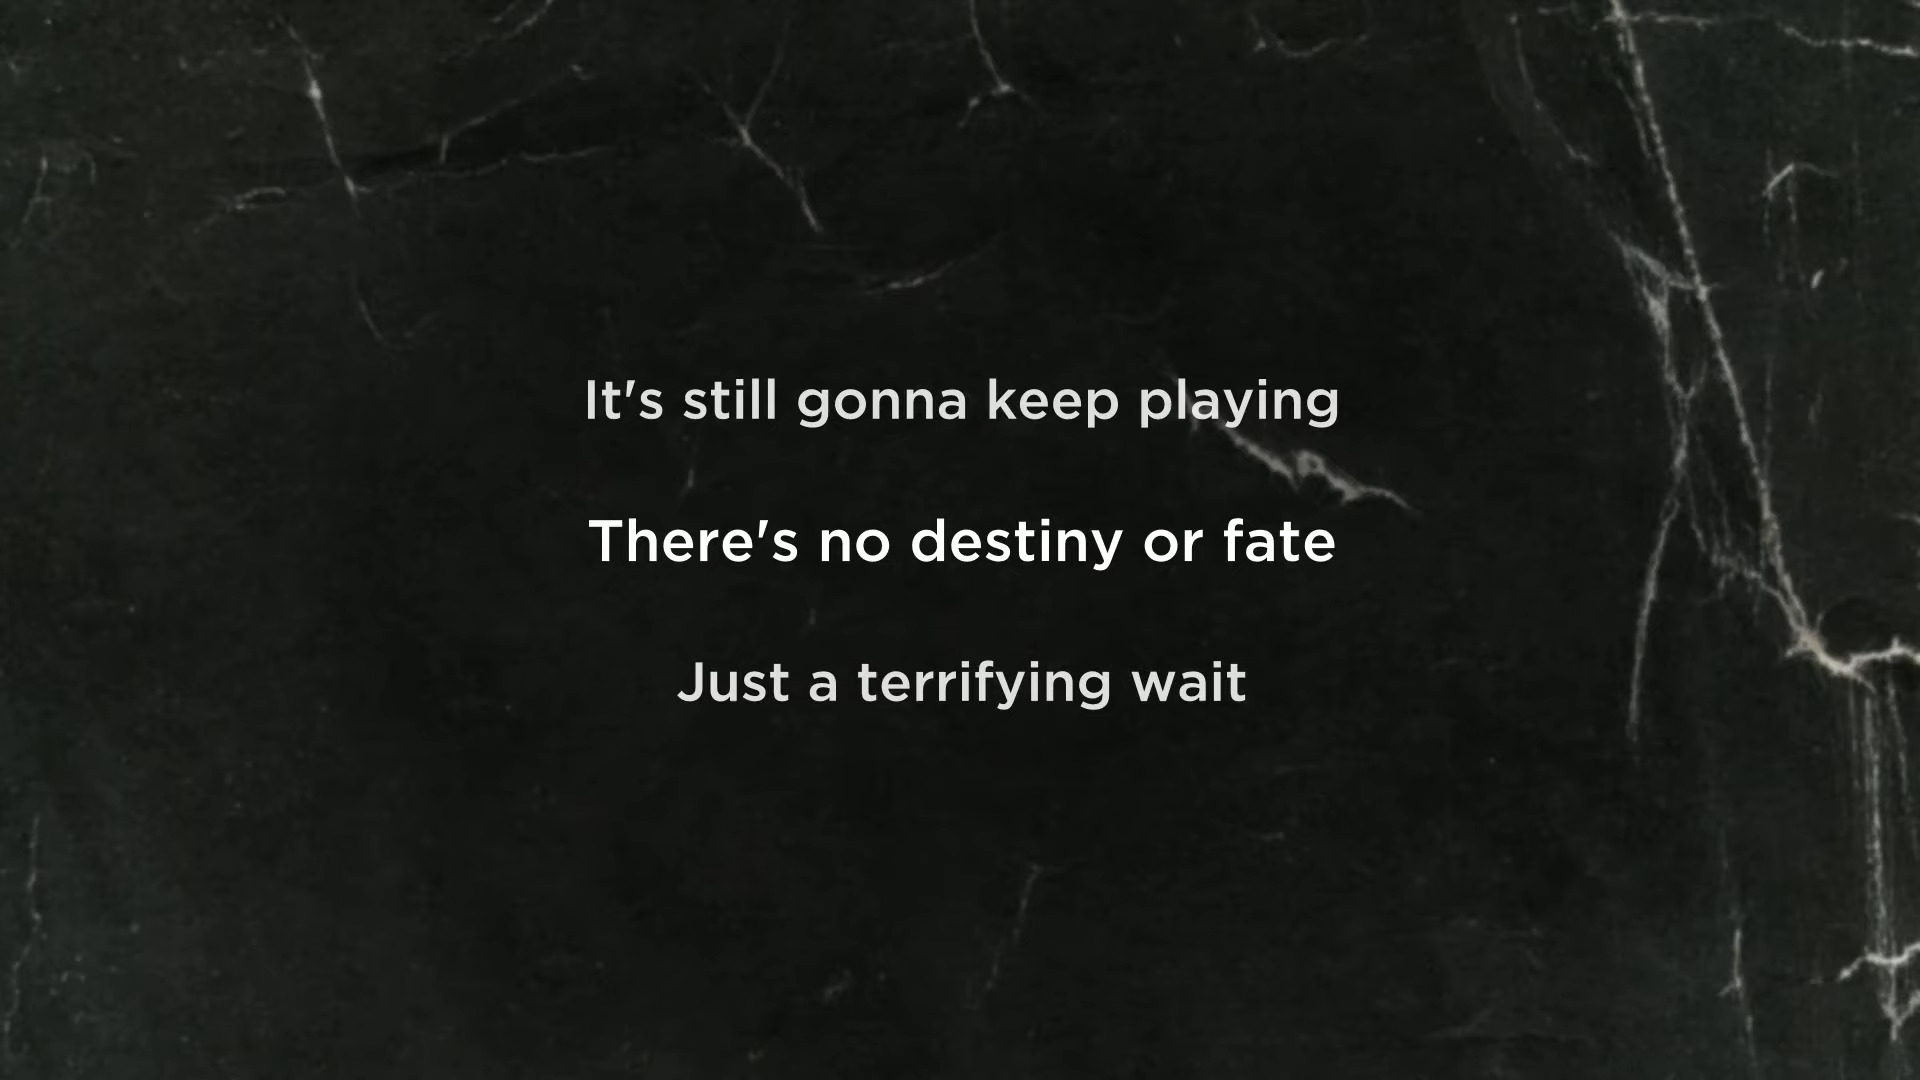 It's still gonna keep playing
There's no destiny or fate
Just a terrifying wait